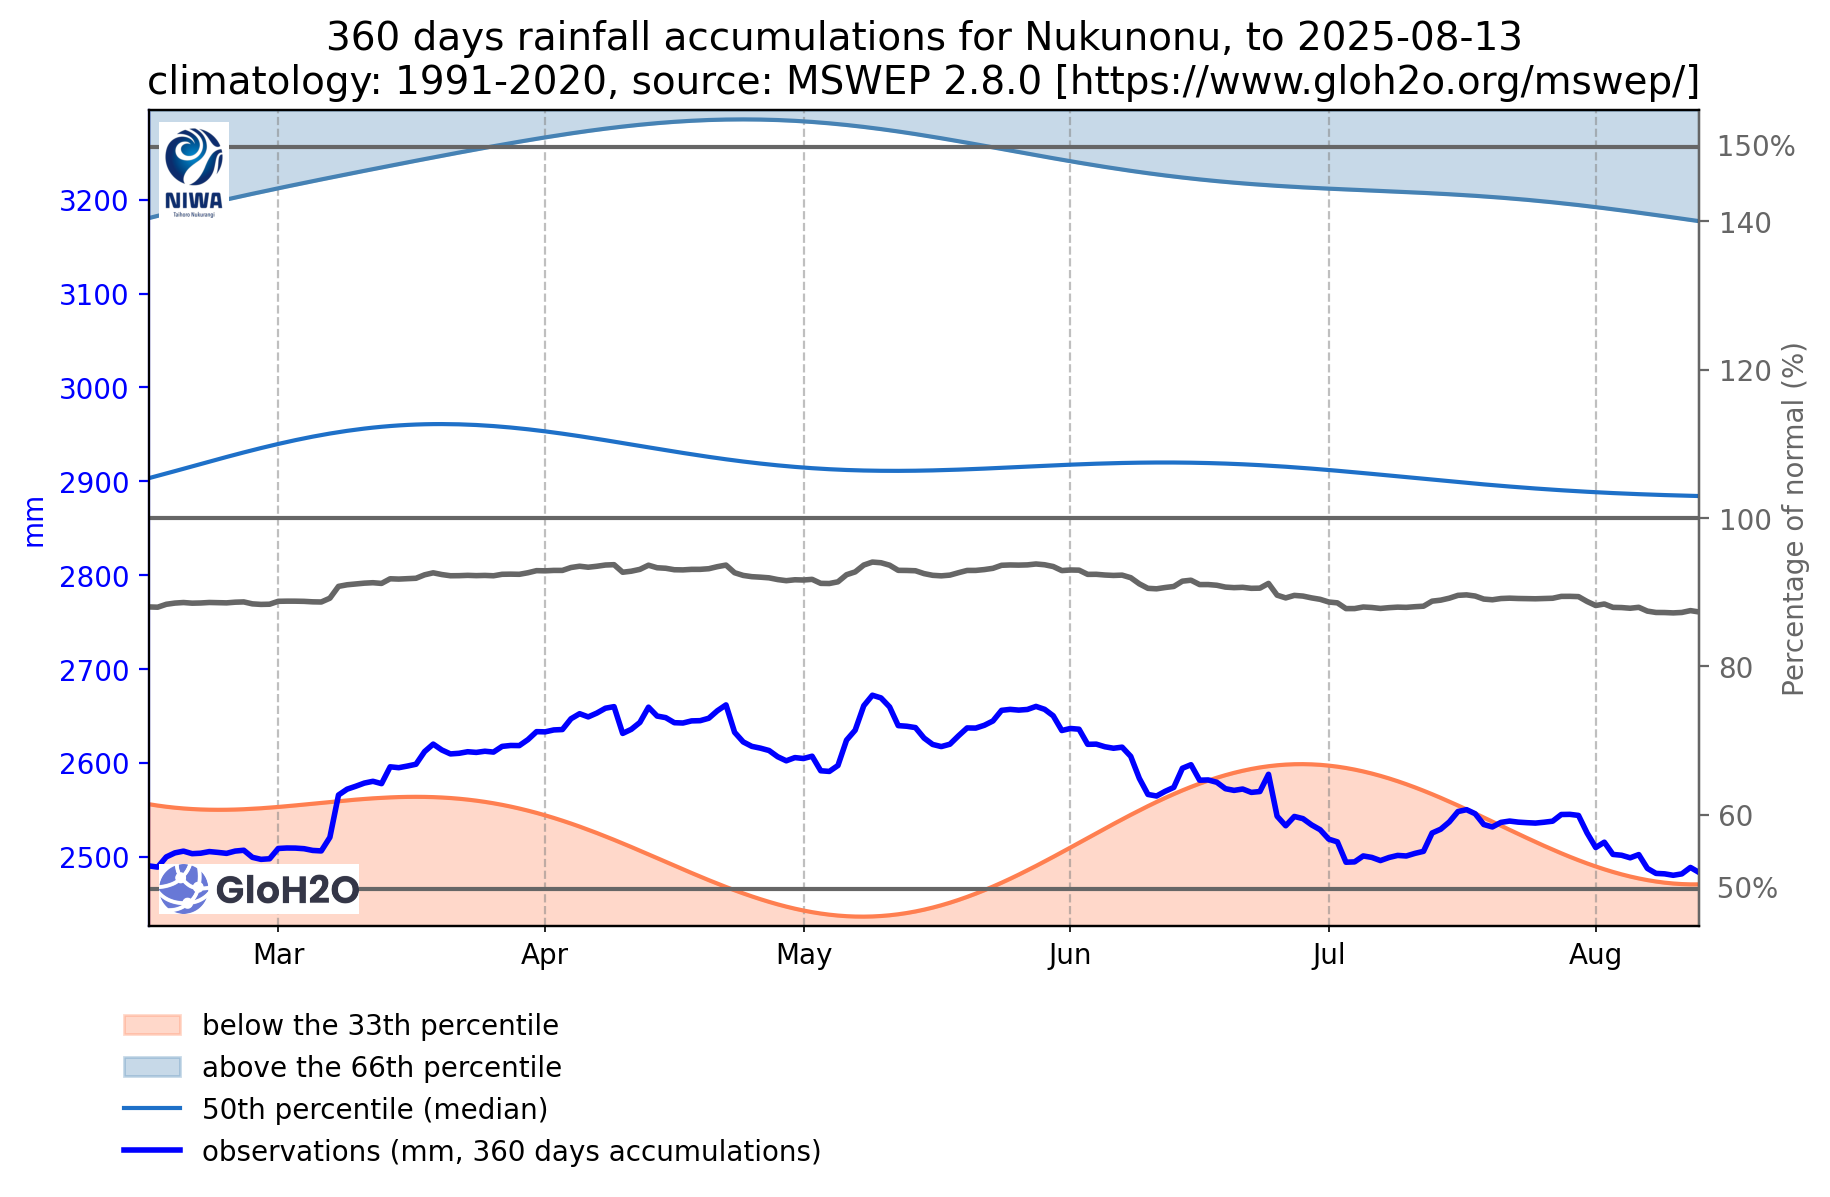 360 days rainfall accumulations for Nukunonu, to 2025-08-13
climatology: 1991-2020, source: MSWEP 2.8.0 [https://www.gloh2o.org/mswep/]
NIWA
Taihoro Nukurangi
150%
3200
140
3100
3000
120
2900
mm
100
Percentage of normal (%)
2800
2700
80
2600
60
2500
GloH2O
50%
Mar Apr May Jun Jul Aug
below the 33th percentile
above the 66th percentile
50th percentile (median)
observations (mm, 360 days accumulations)